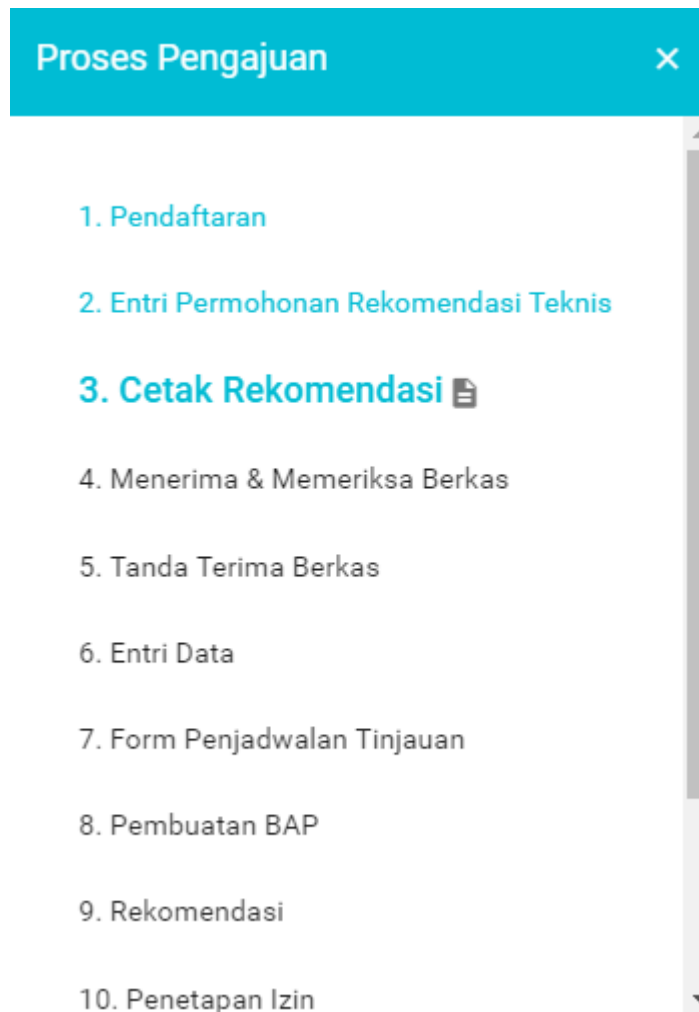 Proses Pengajuan
1. Pendaftaran
2. Entri Permohonan Rekomendasi Teknis
3. Cetak Rekomendasi
4. Menerima & Memeriksa Berkas
5. Tanda Terima Berkas
6. Entri Data
7. Form Penjadwalan Tinjauan
8. Pembuatan BAP
9. Rekomendasi
10. Penetapan Izin